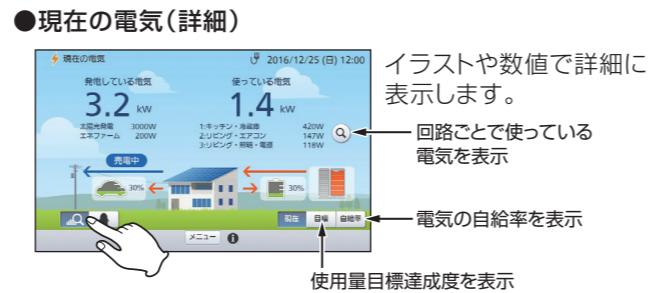 ●現在の電気(詳細)
現在の電気
2016/12/25 (日) 12:00
発電している電気
3.2 kW
太陽光発電 3000W
エネファーム 200W
使っている電気
1.4 kW
1:キッチン・冷蔵庫 420W
2:リビング・エアコン 147W
3:リビング・照明・電源 118W
売電中
30%
30%
現在 目標 自給率
メニュー
イラストや数値で詳細に
表示します。
回路ごとで使っている
電気を表示
電気の自給率を表示
使用量目標達成度を表示